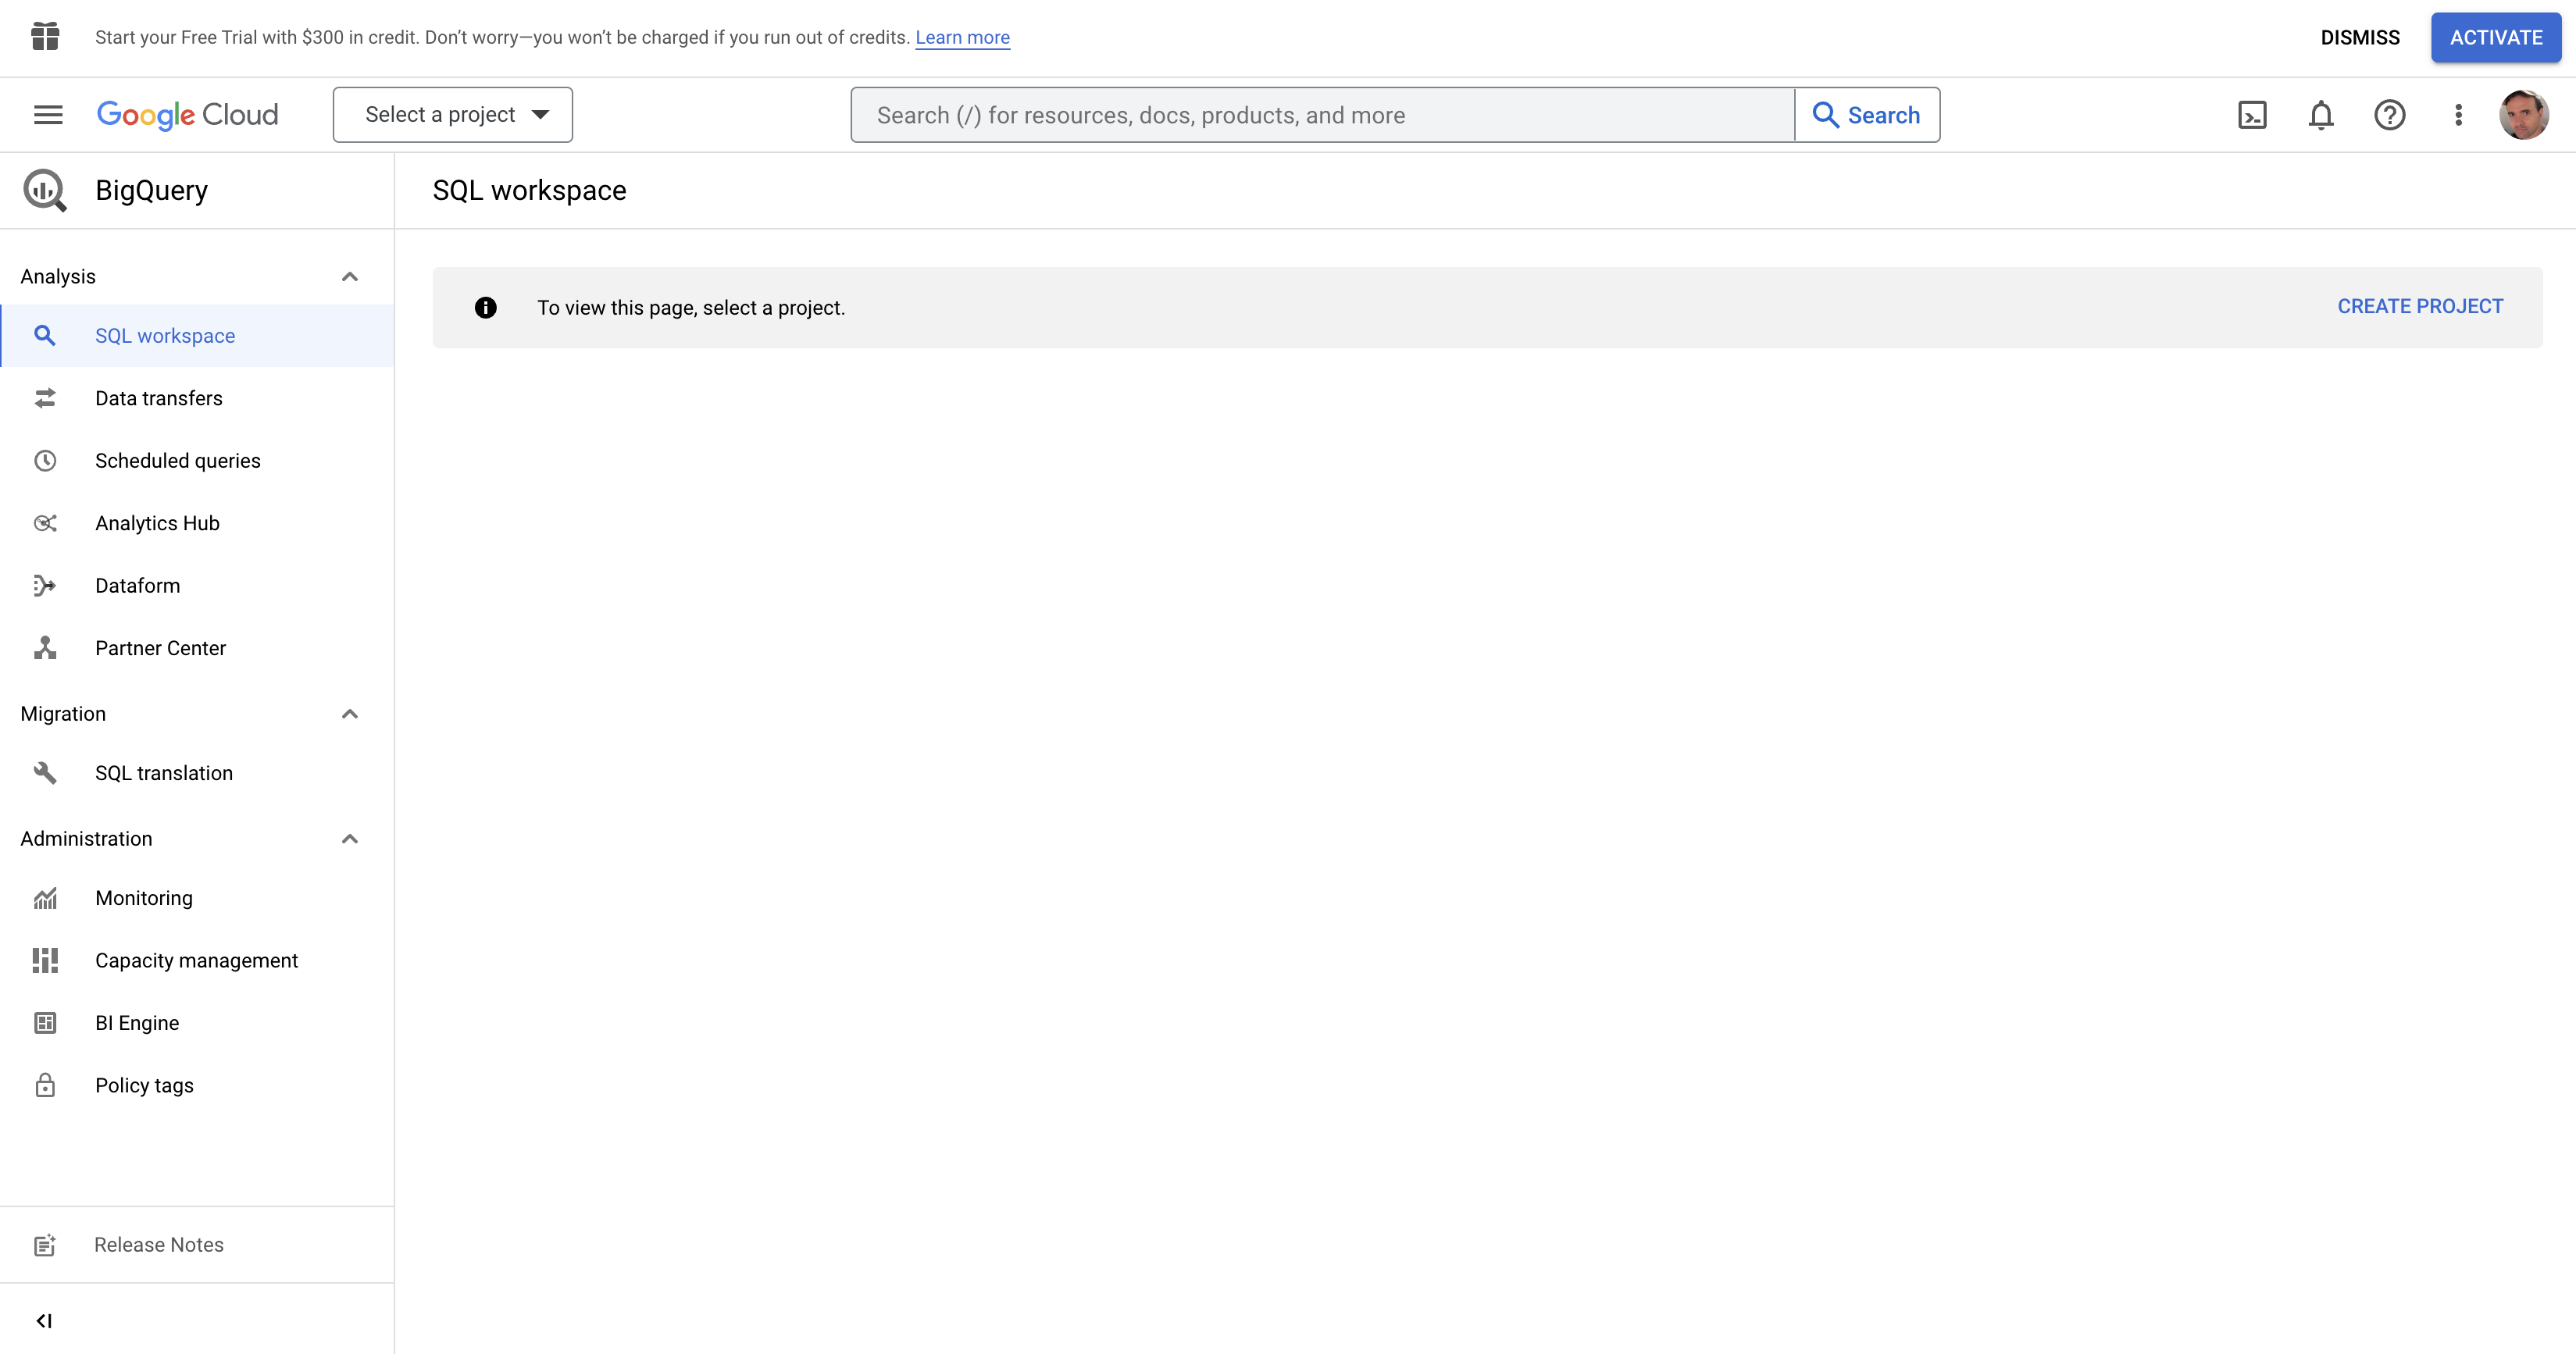 Start your Free Trial with $300 in credit. Don't worry—you won't be charged if you run out of credits. Learn more
DISMISS
ACTIVATE
Google Cloud
Select a project
Search (/) for resources, docs, products, and more
Search
BigQuery
SQL workspace
Analysis
To view this page, select a project.
CREATE PROJECT
SQL workspace
Data transfers
Scheduled queries
Analytics Hub
Dataform
Partner Center
Migration
SQL translation
Administration
Monitoring
Capacity management
BI Engine
Policy tags
Release Notes